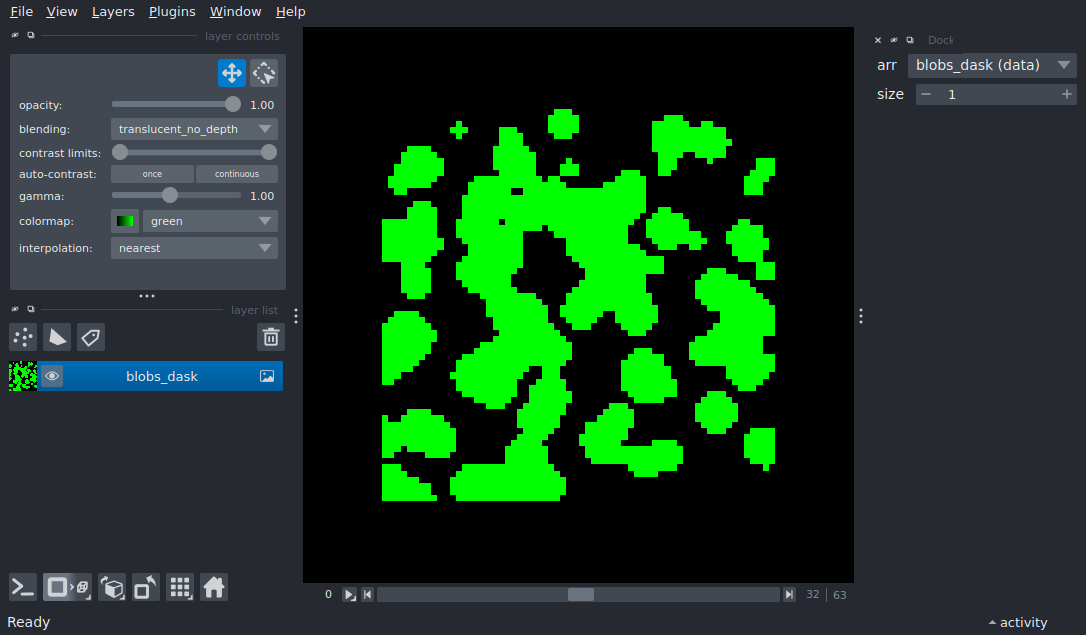 File View Layers Plugins Window Help
layer controls
opacity: 1.00
blending: translucent_no_depth
contrast limits:
auto-contrast: once continuous
gamma: 1.00
colormap: green
interpolation: nearest
layer list
blobs_dask
0 32 63
Dock
arr blobs_dask (data)
size 1
Ready
activity